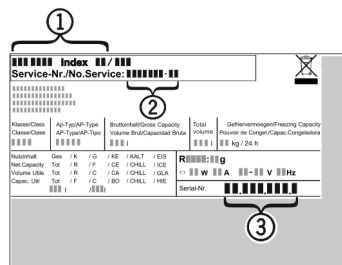 1
Index /
Service-Nr./No.Service: -
2
Klasse/Class Ap-Typ/AP-Type Bruttoinhalt/Gross Capacity Total Gefriervermoegen/Freezing Capacity
Classe/Clase AP-Type/AP-Tipo Volume Brut/Capacidad Bruta volume Pouvoir de Congel./Capac.Congeladora
l l kg / 24 h
Nutzinhalt Ges / K / G / KE / KALT / EIS
Net Capacity Tot / R / F / CE / CHILL / ICE
Volume Utile Tot / R / C / CA / CHILL / GLA
Capac. Util Tot / F / C / BO / CHILL / HIE
l / l
R : g
W A - V Hz
Serial-Nr. , , ,
3